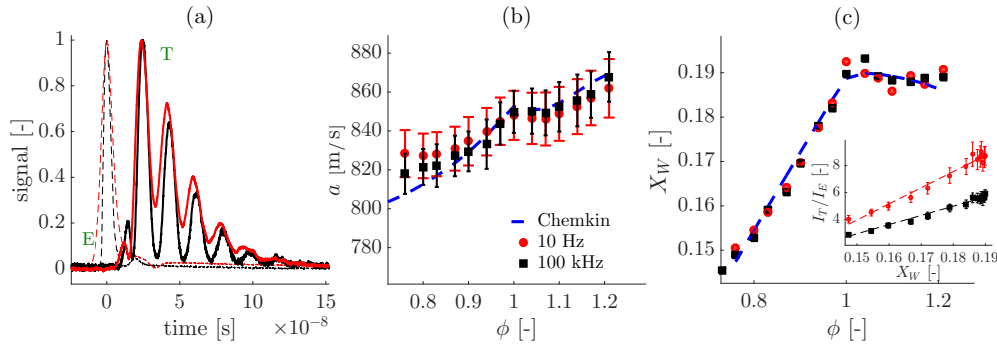 (a)
signal [-]
1
0.8
0.6
0.4
0.2
0
E
T
0
5
10
15
time [s]
×10⁻⁸
(b)
a [m/s]
880
860
840
820
800
780
Chemkin
10 Hz
100 kHz
0.8
0.9
1
1.1
1.2
ϕ [-]
(c)
X_W [-]
0.19
0.18
0.17
0.16
0.15
0.8
1
1.2
ϕ [-]
I_T/I_E [-]
8
6
4
0.15
0.16
0.17
0.18
0.19
X_W [-]